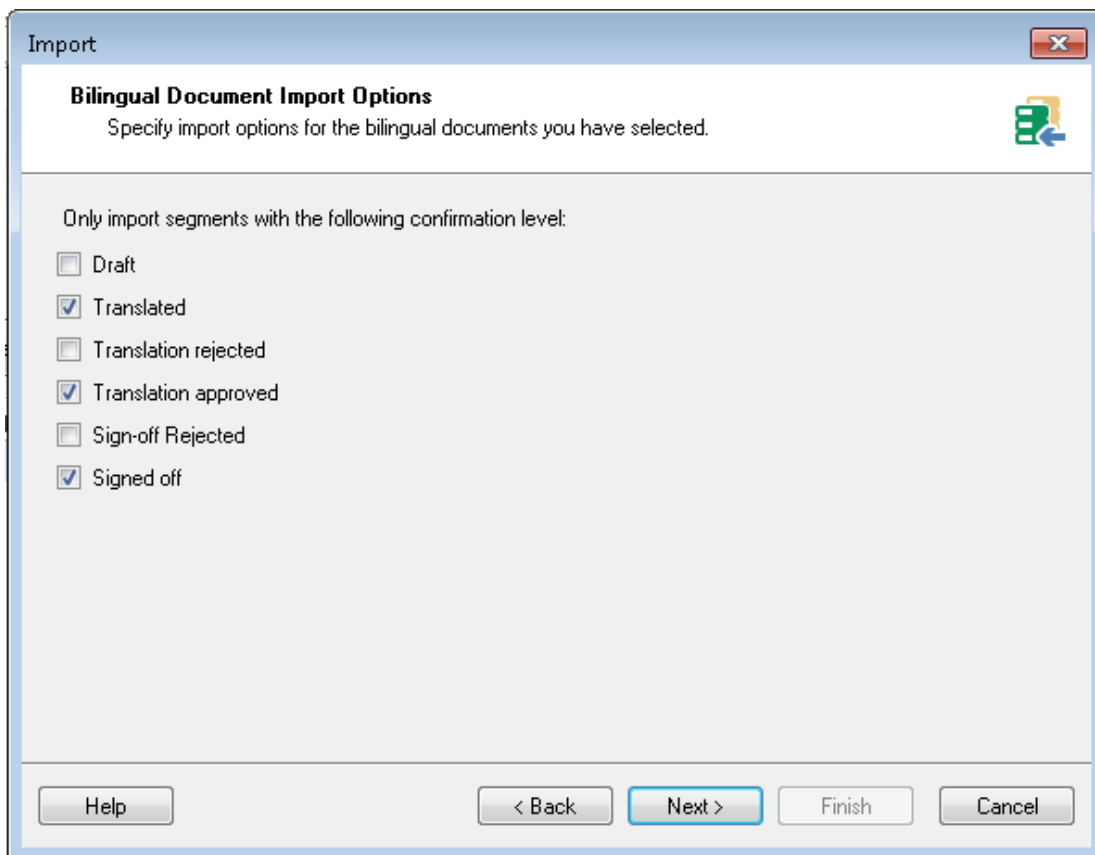 Import
Bilingual Document Import Options
Specify import options for the bilingual documents you have selected.
Only import segments with the following confirmation level:
Draft
Translated
Translation rejected
Translation approved
Sign-off Rejected
Signed off
Help
< Back
Next >
Finish
Cancel